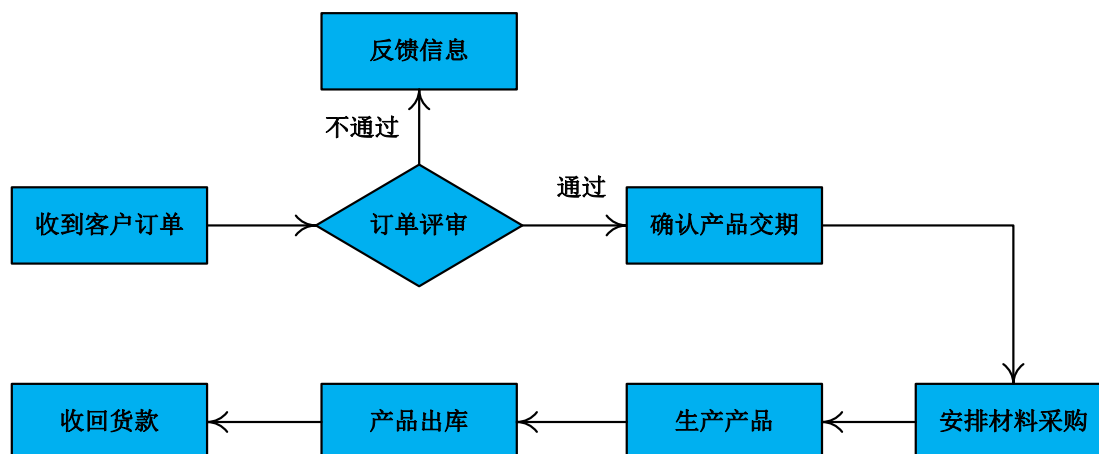 反馈信息
不通过
通过
收到客户订单
订单评审
确认产品交期
收回货款
产品出库
生产产品
安排材料采购